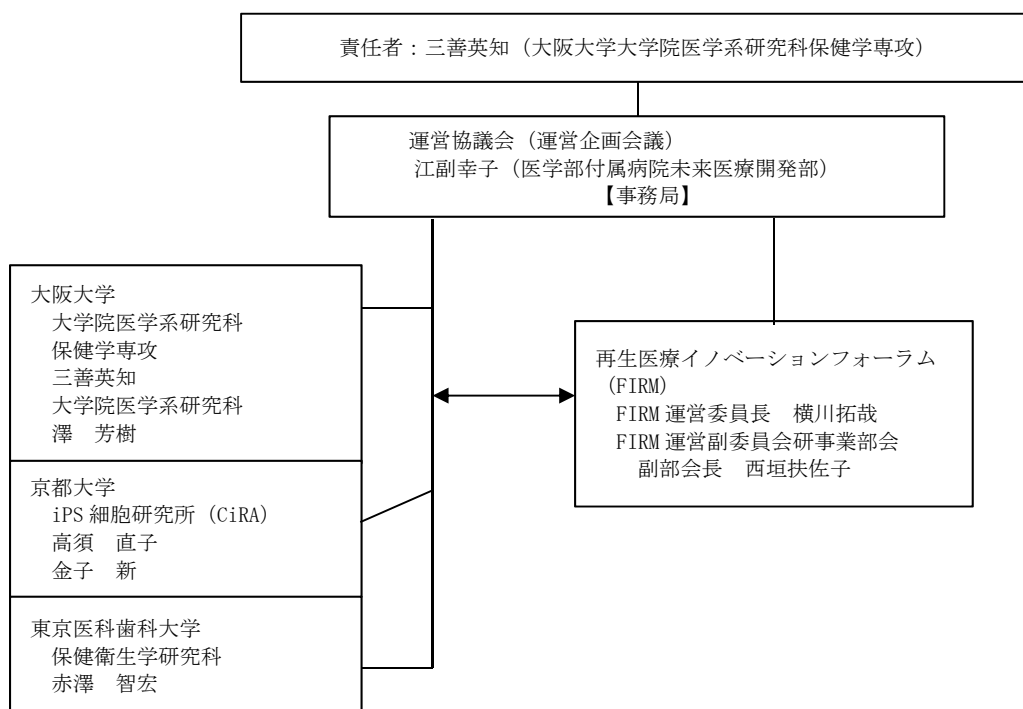 責任者：三善英知（大阪大学大学院医学系研究科保健学専攻）
運営協議会（運営企画会議）
江副幸子（医学部付属病院未来医療開発部）
【事務局】
大阪大学
大学院医学系研究科
保健学専攻
三善英知
大学院医学系研究科
澤　芳樹
京都大学
iPS 細胞研究所（CiRA）
高須　直子
金子　新
東京医科歯科大学
保健衛生学研究科
赤澤　智宏
再生医療イノベーションフォーラム
（FIRM）
FIRM 運営委員長　横川拓哉
FIRM 運営副委員会研事業部会
副部会長　西垣扶佐子